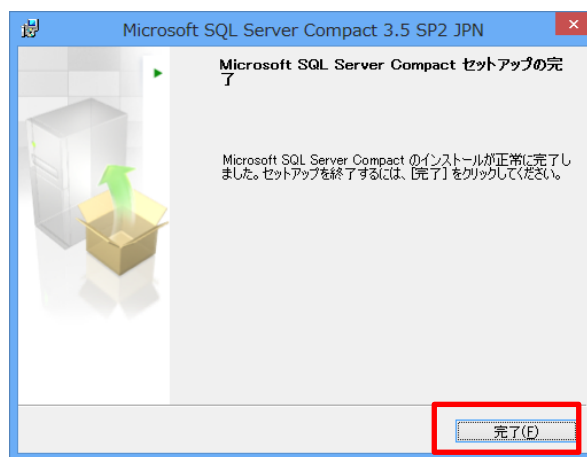 Microsoft SQL Server Compact 3.5 SP2 JPN
Microsoft SQL Server Compact セットアップの完
了
Microsoft SQL Server Compact のインストールが正常に完了し
ました。セットアップを終了するには、[完了] をクリックしてください。
完了(F)